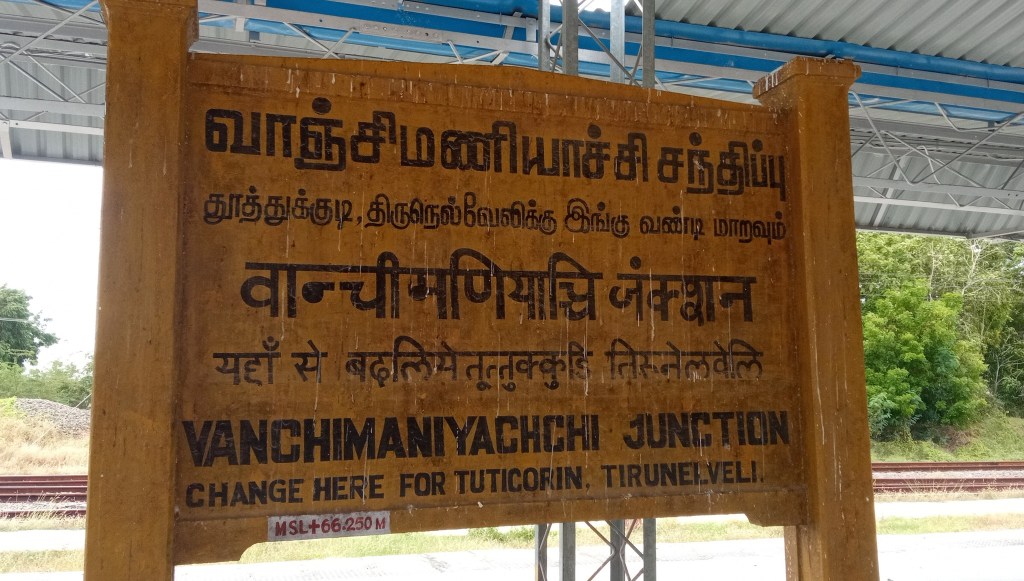 வாஞ்சிமணியாச்சி சந்திப்பு
தூத்துக்குடி, திருநெல்வேலிக்கு இங்கு வண்டி மாறவும்
वान्चीमणियाच्चि जंक्शन
यहाँ से बदलिये तूत्तुक्कुडि तिरूनेलवेलि
VANCHIMANIYACHCHI JUNCTION
CHANGE HERE FOR TUTICORIN, TIRUNELVELI.
MSL+66.250M